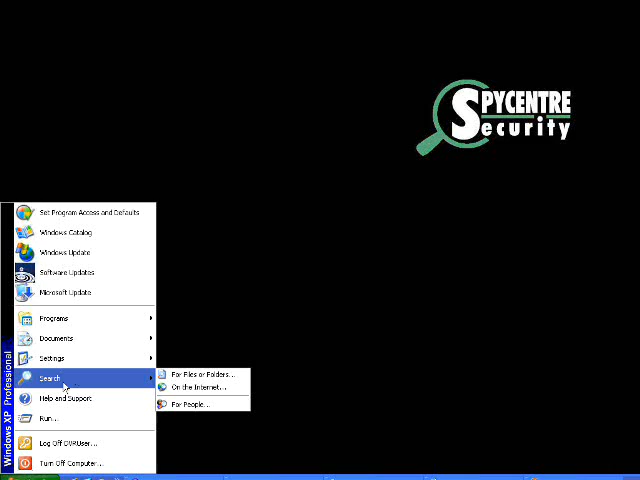 SPYCENTRE
Security
Set Program Access and Defaults
Windows Catalog
Windows Update
Software Updates
Microsoft Update
Programs
Documents
Settings
Search
For Files or Folders...
On the Internet...
For People...
Help and Support
Run...
Log Off DVRUser...
Turn Off Computer...
Windows XP Professional